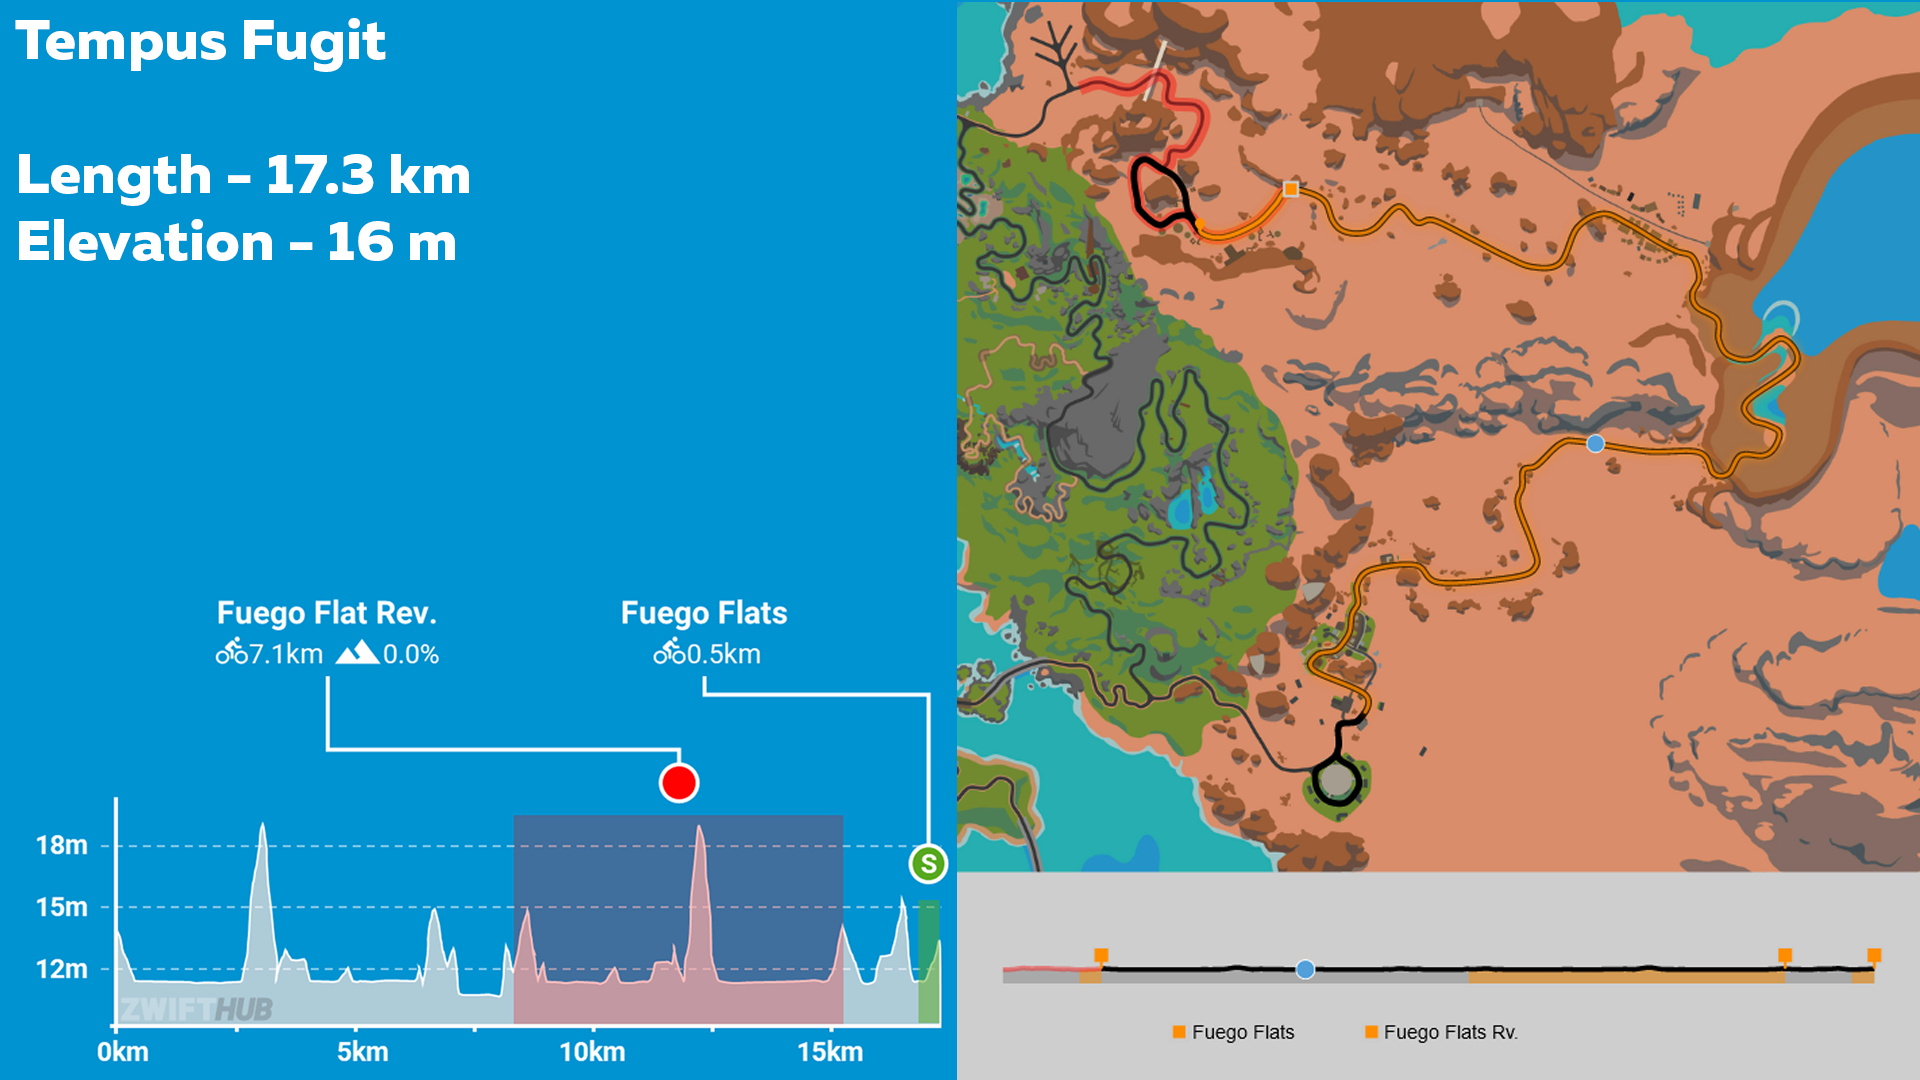 Tempus Fugit
Length - 17.3 km
Elevation - 16 m
Fuego Flat Rev.
7.1km 0.0%
Fuego Flats
0.5km
S
18m
15m
12m
ZWIFTHUB
0km 5km 10km 15km
Fuego Flats Fuego Flats Rv.